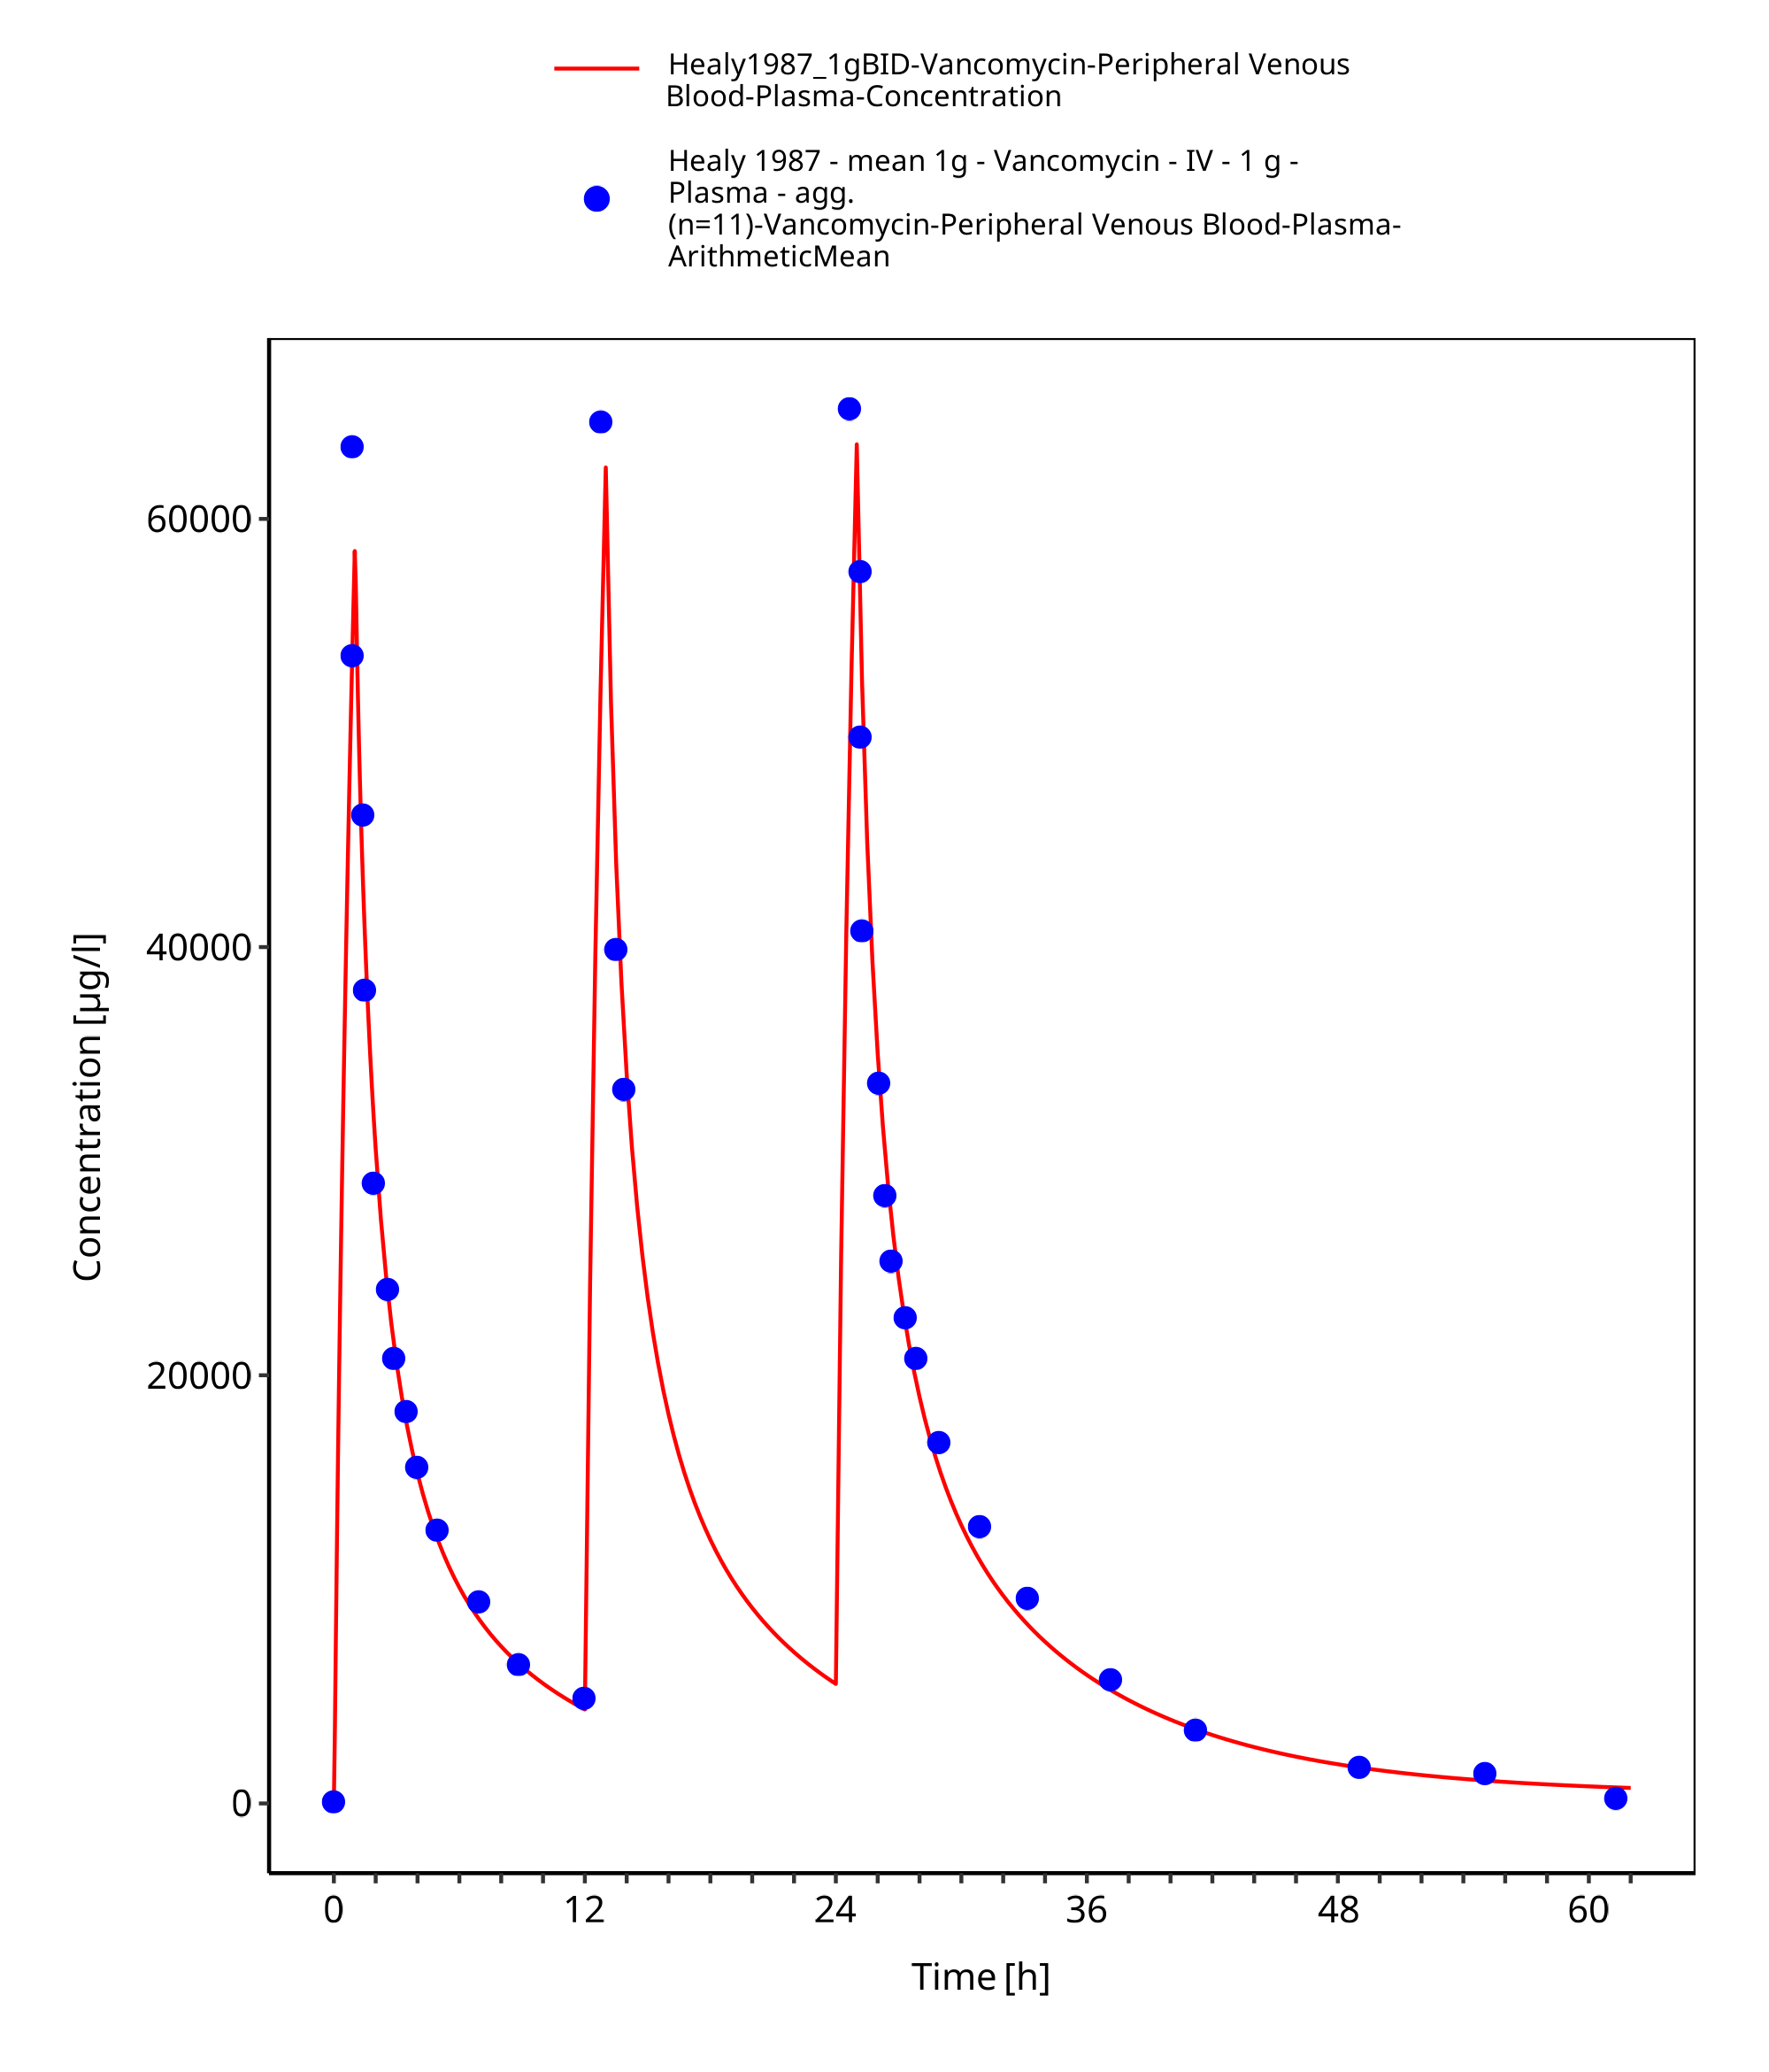 Healy1987_1gBID-Vancomycin-Peripheral Venous
Blood-Plasma-Concentration
Healy 1987 - mean 1g - Vancomycin - IV - 1 g -
Plasma - agg.
(n=11)-Vancomycin-Peripheral Venous Blood-Plasma-
ArithmeticMean
60000
40000
20000
0
Concentration [µg/l]
0 12 24 36 48 60
Time [h]